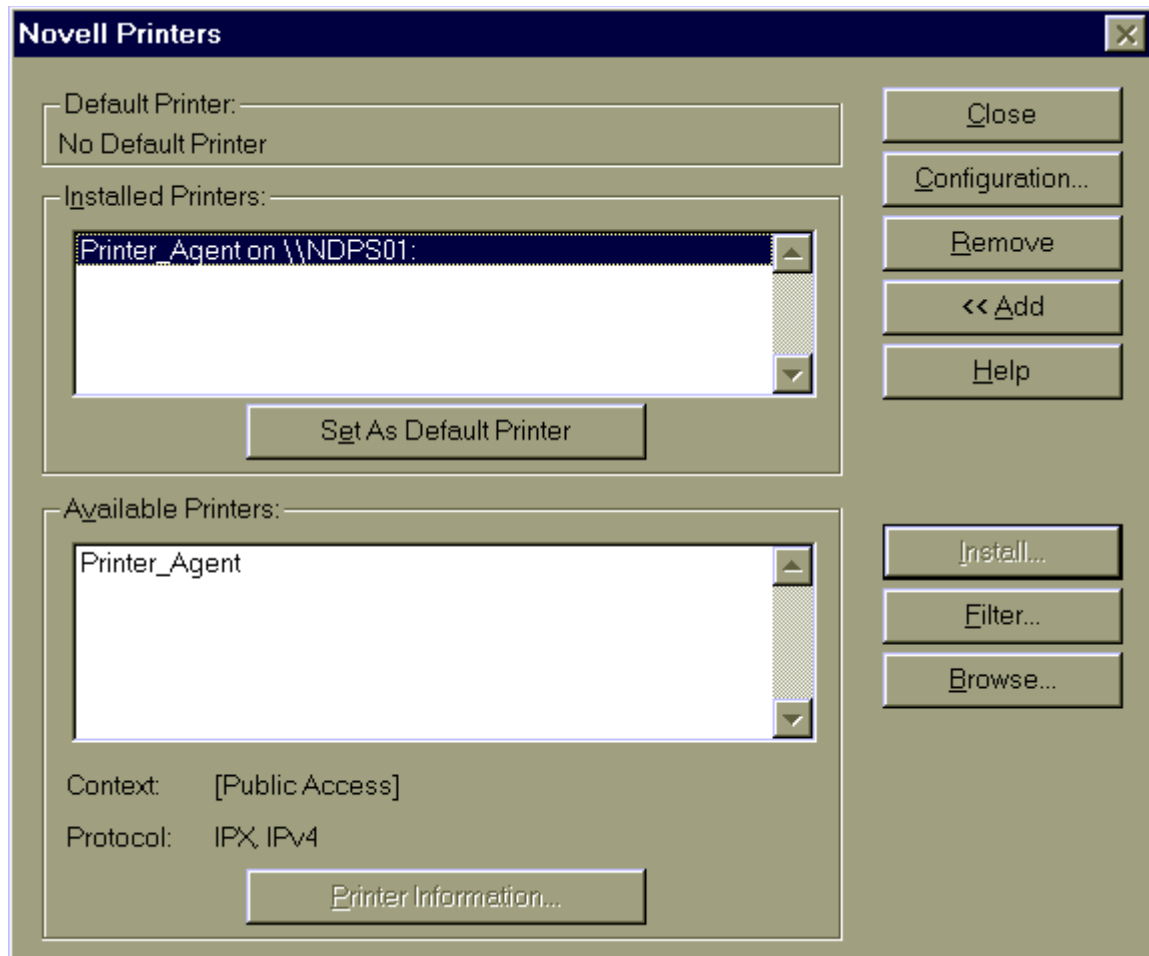 Novell Printers
Default Printer:
No Default Printer
Installed Printers:
Printer_Agent on \\NDPS01:
Set As Default Printer
Available Printers:
Printer_Agent
Context: [Public Access]
Protocol: IPX, IPv4
Printer Information...
Close
Configuration...
Remove
<< Add
Help
Install...
Filter...
Browse...